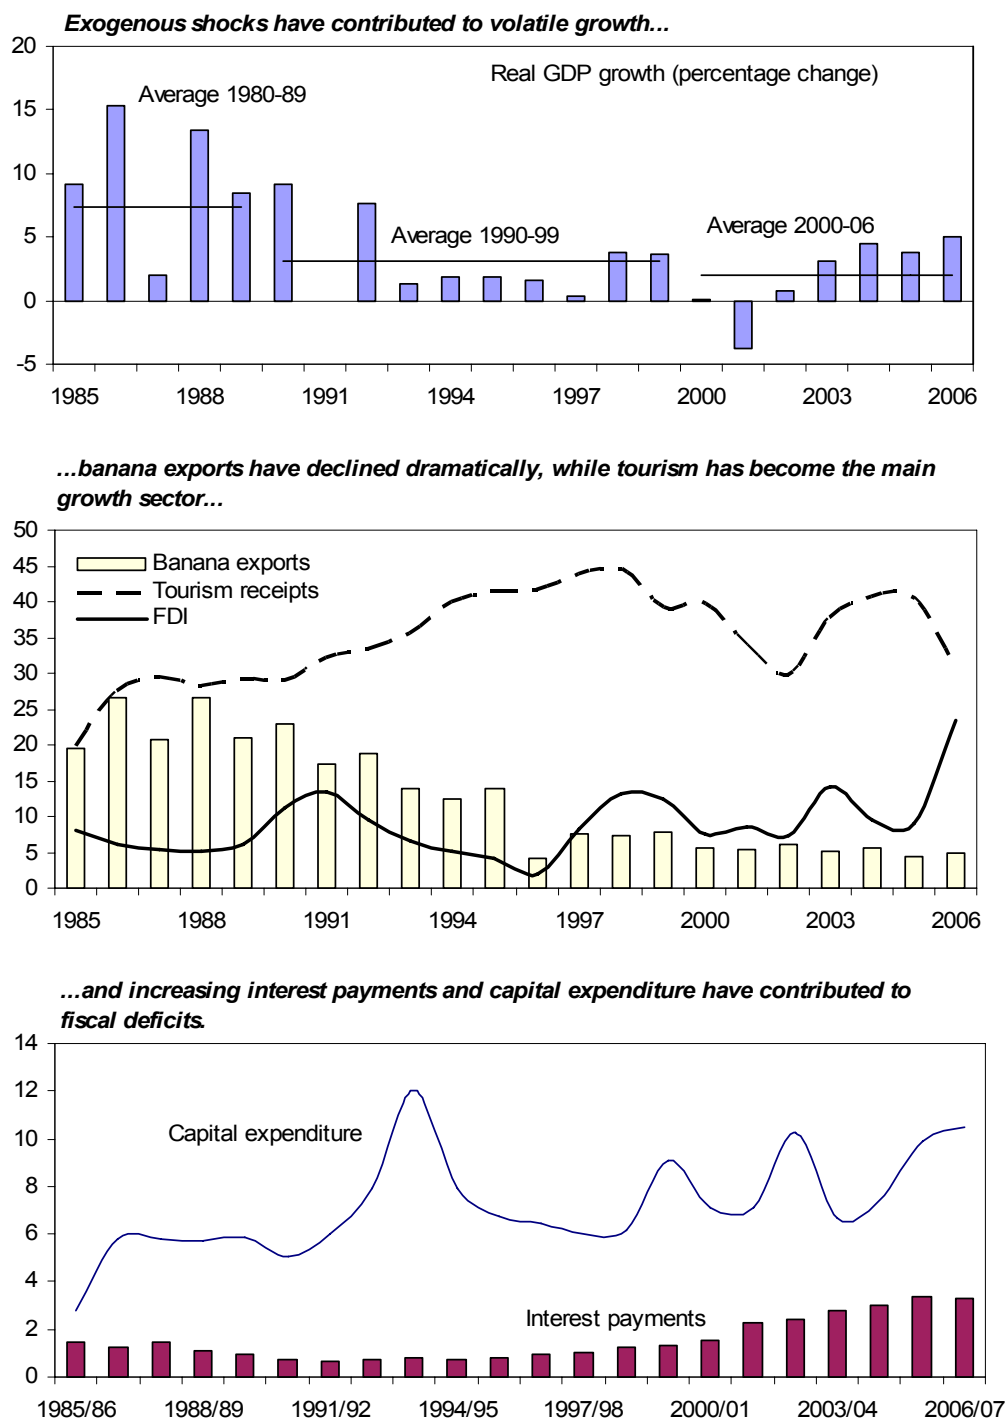 Exogenous shocks have contributed to volatile growth...
20
Real GDP growth (percentage change)
Average 1980-89
15
10
Average 2000-06
Average 1990-99
5
0
-5
1985 1988 1991 1994 1997 2000 2003 2006
...banana exports have declined dramatically, while tourism has become the main
growth sector...
50
45
40
35
30
25
20
15
10
5
0
Banana exports
Tourism receipts
FDI
1985 1988 1991 1994 1997 2000 2003 2006
...and increasing interest payments and capital expenditure have contributed to
fiscal deficits.
14
12
10
8
6
4
2
0
Capital expenditure
Interest payments
1985/86 1988/89 1991/92 1994/95 1997/98 2000/01 2003/04 2006/07